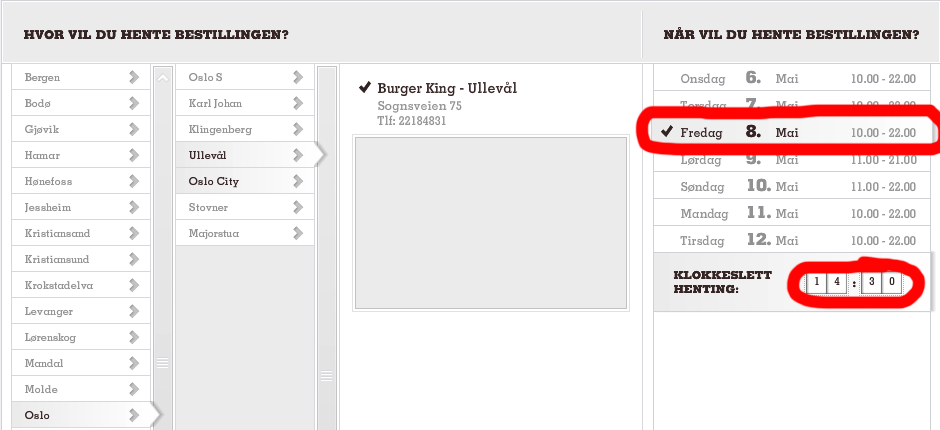 HVOR VIL DU HENTE BESTILLINGEN?
Bergen
Bodø
Gjøvik
Hamar
Hønefoss
Jessheim
Kristiansand
Kristiansund
Krokstadelva
Levanger
Lørenskog
Mandal
Molde
Oslo
Oslo S
Karl Johan
Klingenberg
Ullevål
Oslo City
Stovner
Majorstua
Burger King - Ullevål
Sognsveien 75
Tlf: 22184831
NÅR VIL DU HENTE BESTILLINGEN?
Onsdag 6. Mai 10.00 - 22.00
Torsdag 7. Mai 10.00 - 22.00
Fredag 8. Mai 10.00 - 22.00
Lørdag 9. Mai 11.00 - 21.00
Søndag 10. Mai 11.00 - 22.00
Mandag 11. Mai 10.00 - 22.00
Tirsdag 12. Mai 10.00 - 22.00
KLOKKESLETT
HENTING:
14:30